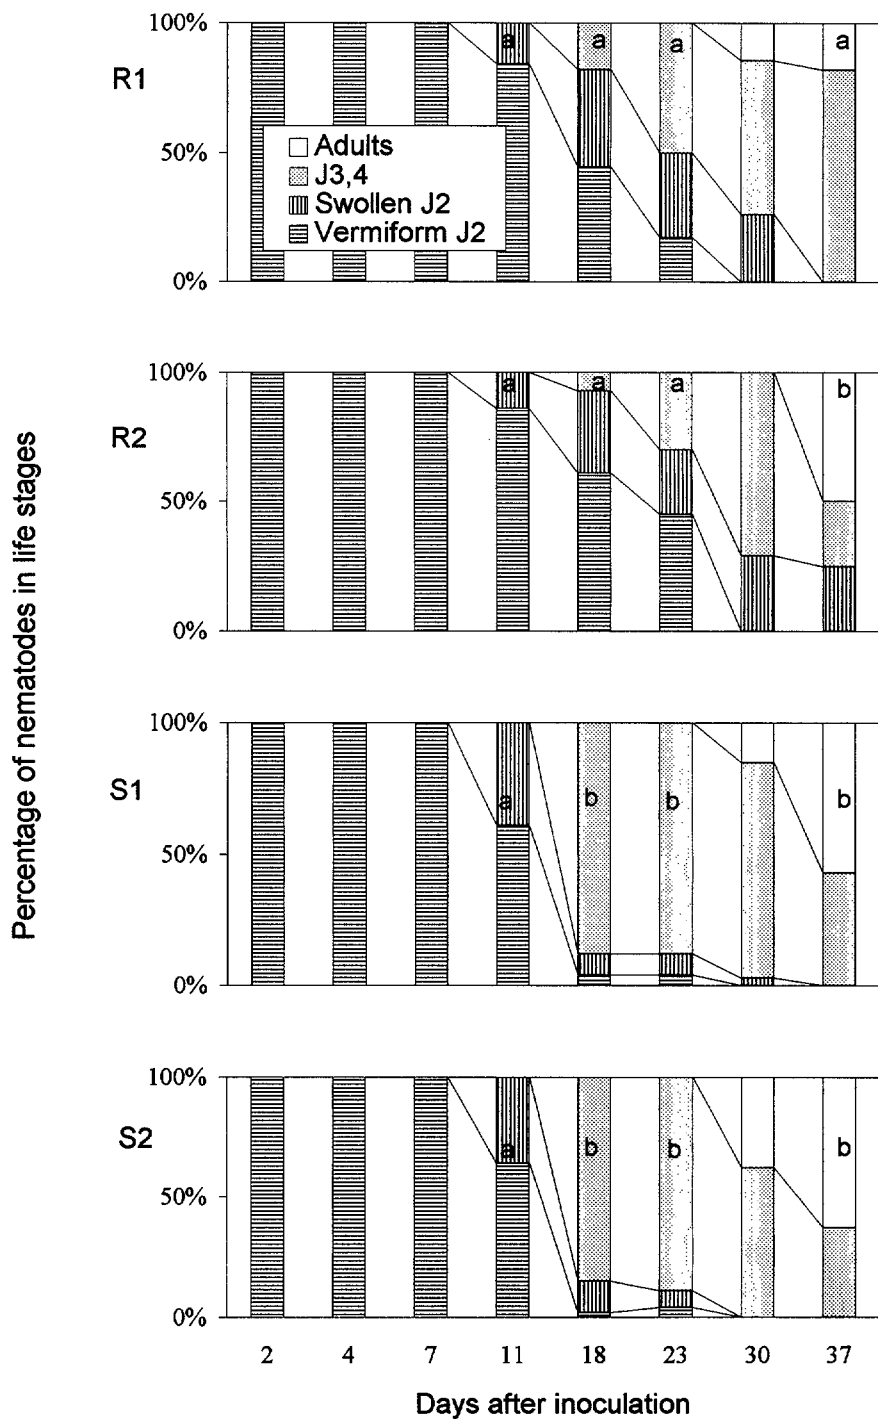 100%
a
a
a
a
R1
50%
Adults
J3,4
Swollen J2
Vermiform J2
0%
100%
a
a
a
b
R2
50%
0%
Percentage of nematodes in life stages
100%
S1
a
b
b
b
50%
0%
100%
S2
a
b
b
b
50%
0%
2 4 7 11 18 23 30 37
Days after inoculation